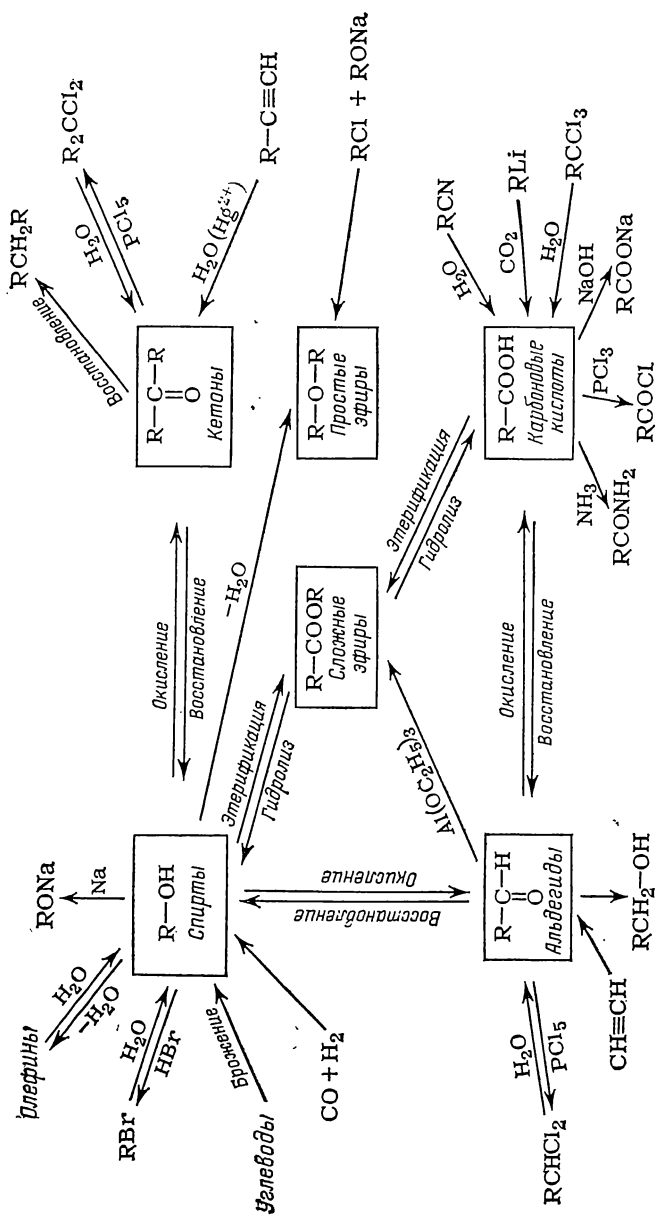 Олефины
H₂O
−H₂O
RONa
Na
RBr
H₂O
HBr
R−OH
Спирты
Углеводы
Брожение
CO + H₂
Окисление
Восстановление
RCH₂R
Восстановление
R₂CCl₂
H₂O
PCl₅
R−C−R
O
Кетоны
R−C≡CH
H₂O (Hg²⁺)
−H₂O
R−O−R
Простые
эфиры
RCl + RONa
Этерификация
Гидролиз
R−COOR
Сложные
эфиры
Этерификация
Гидролиз
Восстановление
Окисление
Al(OC₂H₅)₃
RCHCl₂
H₂O
PCl₅
R−C−H
O
Альдегиды
CH≡CH
RCH₂−OH
Окисление
Восстановление
RCN
H₂O
RLi
CO₂
RCCl₃
H₂O
R−COOH
Карбоновые
кислоты
NH₃
RCONH₂
PCl₃
RCOCl
NaOH
RCOONa